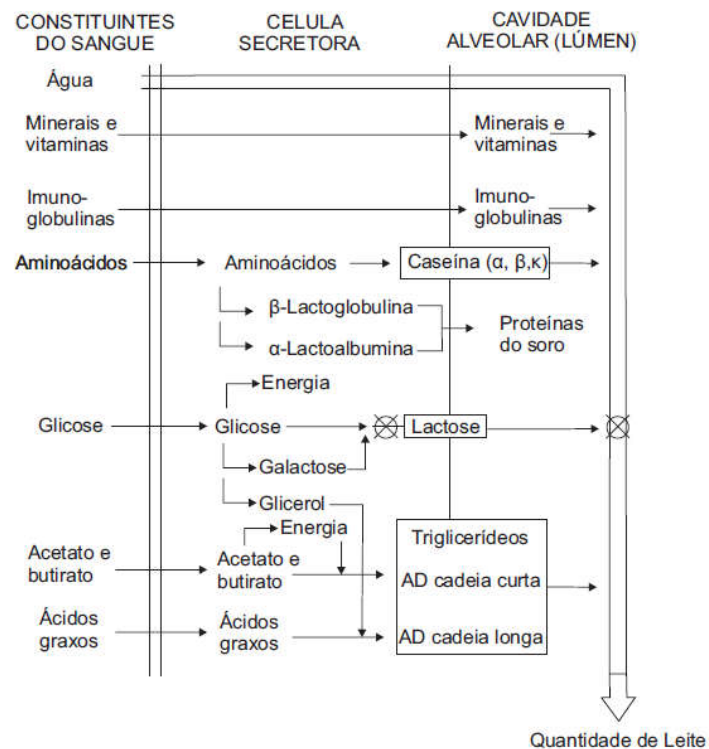 CONSTITUINTES
DO SANGUE
CELULA
SECRETORA
CAVIDADE
ALVEOLAR (LÚMEN)
Água
Minerais e
vitaminas
Minerais e
vitaminas
Imuno-
globulinas
Imuno-
globulinas
Aminoácidos
Aminoácidos
Caseína (α, β,κ)
β-Lactoglobulina
α-Lactoalbumina
Proteínas
do soro
Energia
Glicose
Glicose
Lactose
Galactose
Glicerol
Energia
Acetato e
butirato
Acetato e
butirato
Triglicerídeos
AD cadeia curta
Ácidos
graxos
Ácidos
graxos
AD cadeia longa
Quantidade de Leite